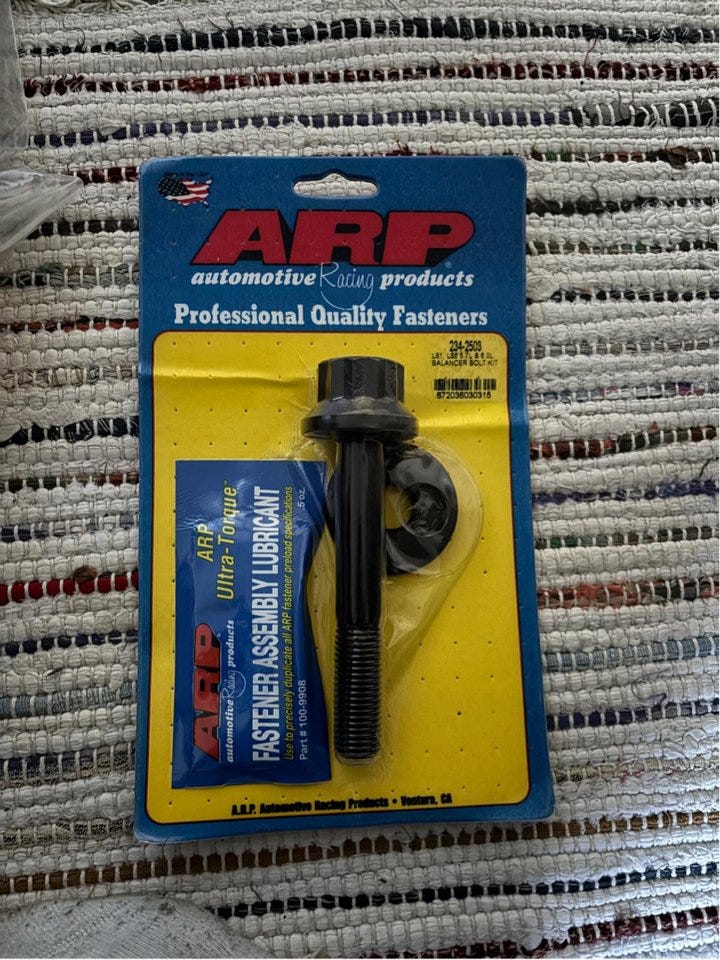 ARP
automotive Racing products
Professional Quality Fasteners
234-2503
LS1, LS6 5.7L & 6.0L
BALANCER BOLT KIT
672036030315
ARP
Ultra-Torque™
FASTENER ASSEMBLY LUBRICANT
Use to precisely duplicate all ARP fastener preload specifications
Part # 100-9908
.5 oz.
ARP
automotive Racing products
A.R.P. Automotive Racing Products • Ventura, CA